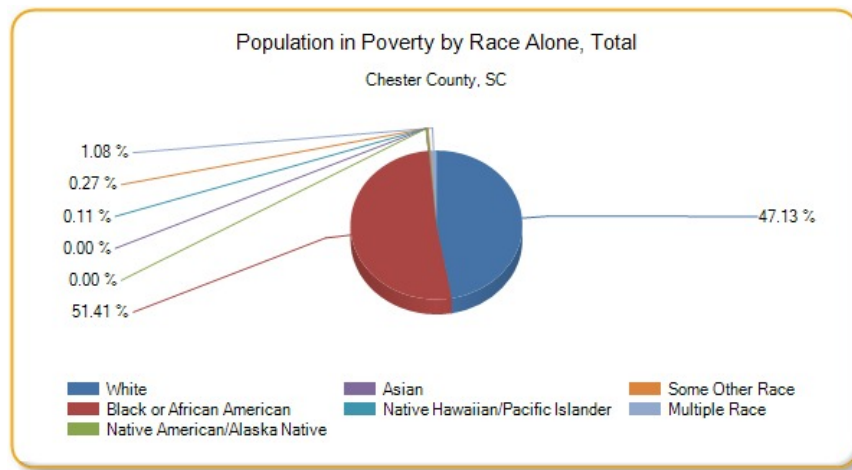 Population in Poverty by Race Alone, Total
Chester County, SC
1.08 %
0.27 %
0.11 %
0.00 %
0.00 %
51.41 %
47.13 %
White
Asian
Some Other Race
Black or African American
Native Hawaiian/Pacific Islander
Multiple Race
Native American/Alaska Native